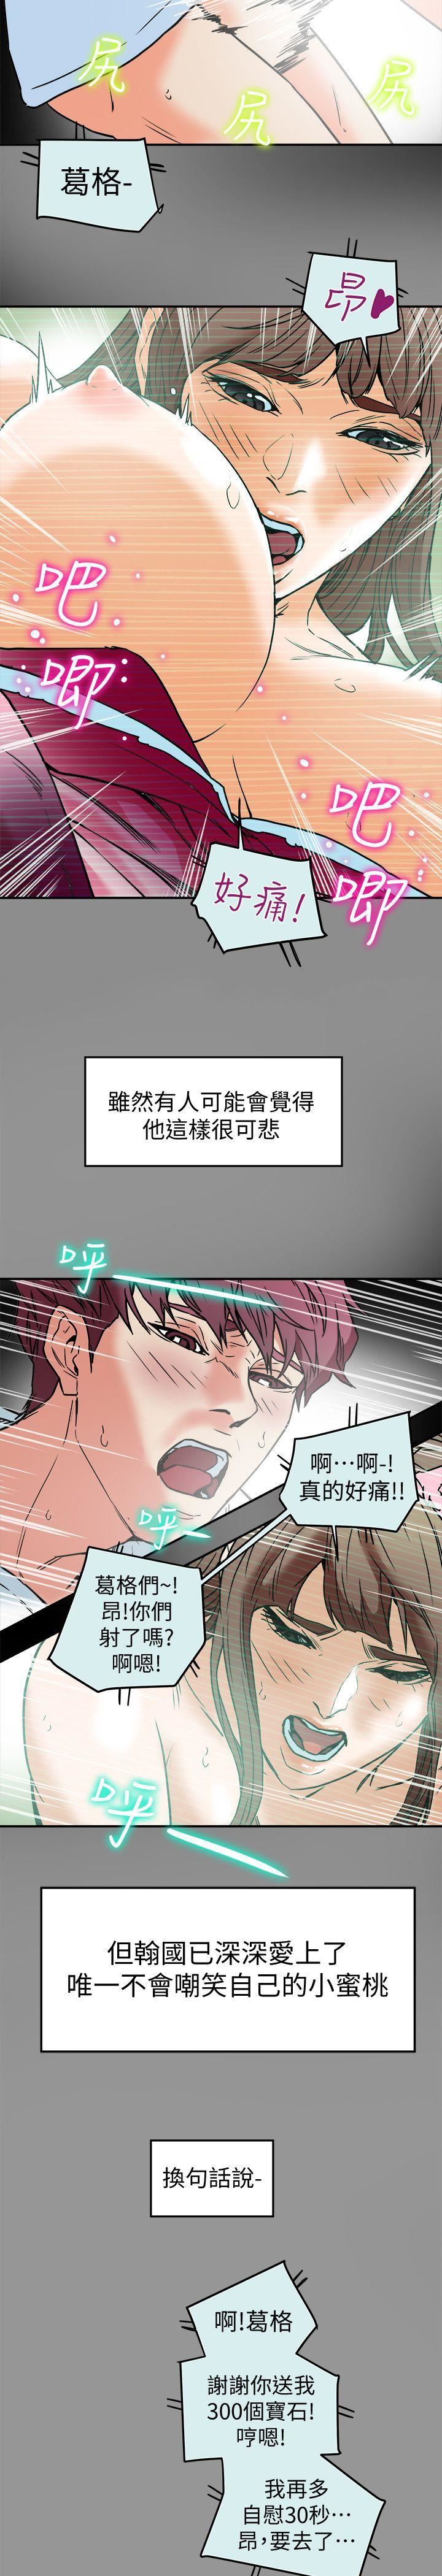 尻
尻
尻
葛格-
昂♥
吧
唧
吧
唧
好痛!
雖然有人可能會覺得
他這樣很可悲
呼
啊…啊-!
真的好痛!!
呼
葛格們~!
昂!你們
射了嗎?
啊嗯!
呼
但翰國已深深愛上了
唯一不會嘲笑自己的小蜜桃
換句話說-
啊!葛格
謝謝你送我
300個寶石!
哼嗯!
我再多
自慰30秒…
昂,要去了…